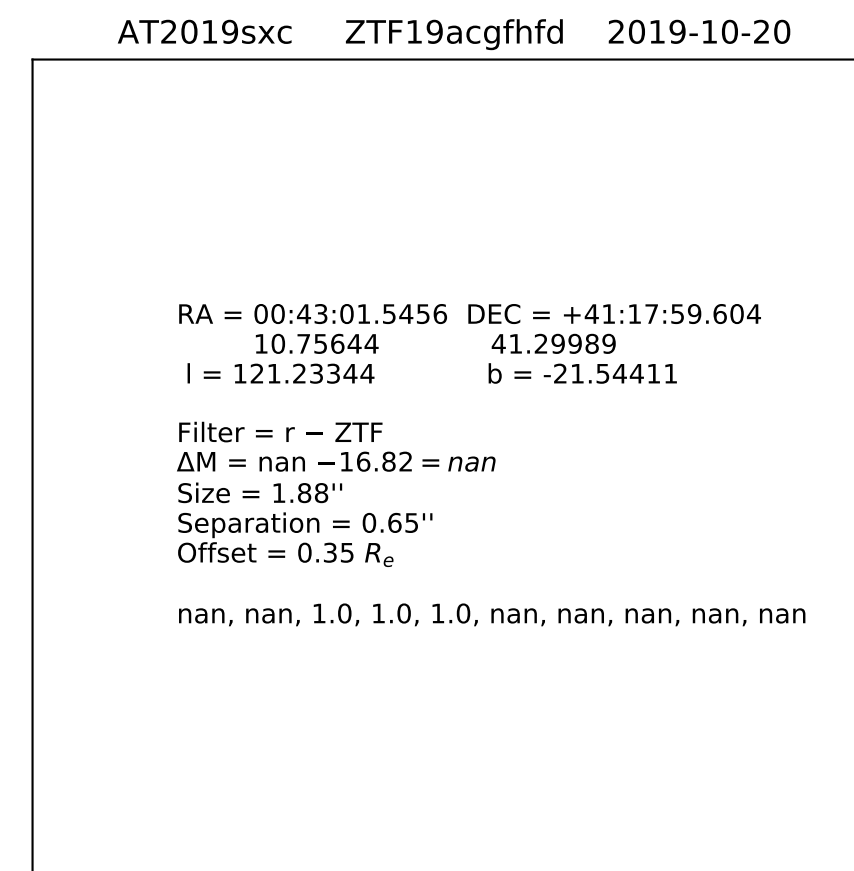 AT2019sxc ZTF19acgfhfd 2019-10-20
RA = 00:43:01.5456 DEC = +41:17:59.604
10.75644 41.29989
l = 121.23344 b = -21.54411
Filter = r − ZTF
ΔM = nan −16.82 = nan
Size = 1.88''
Separation = 0.65''
Offset = 0.35 Re
nan, nan, 1.0, 1.0, 1.0, nan, nan, nan, nan, nan